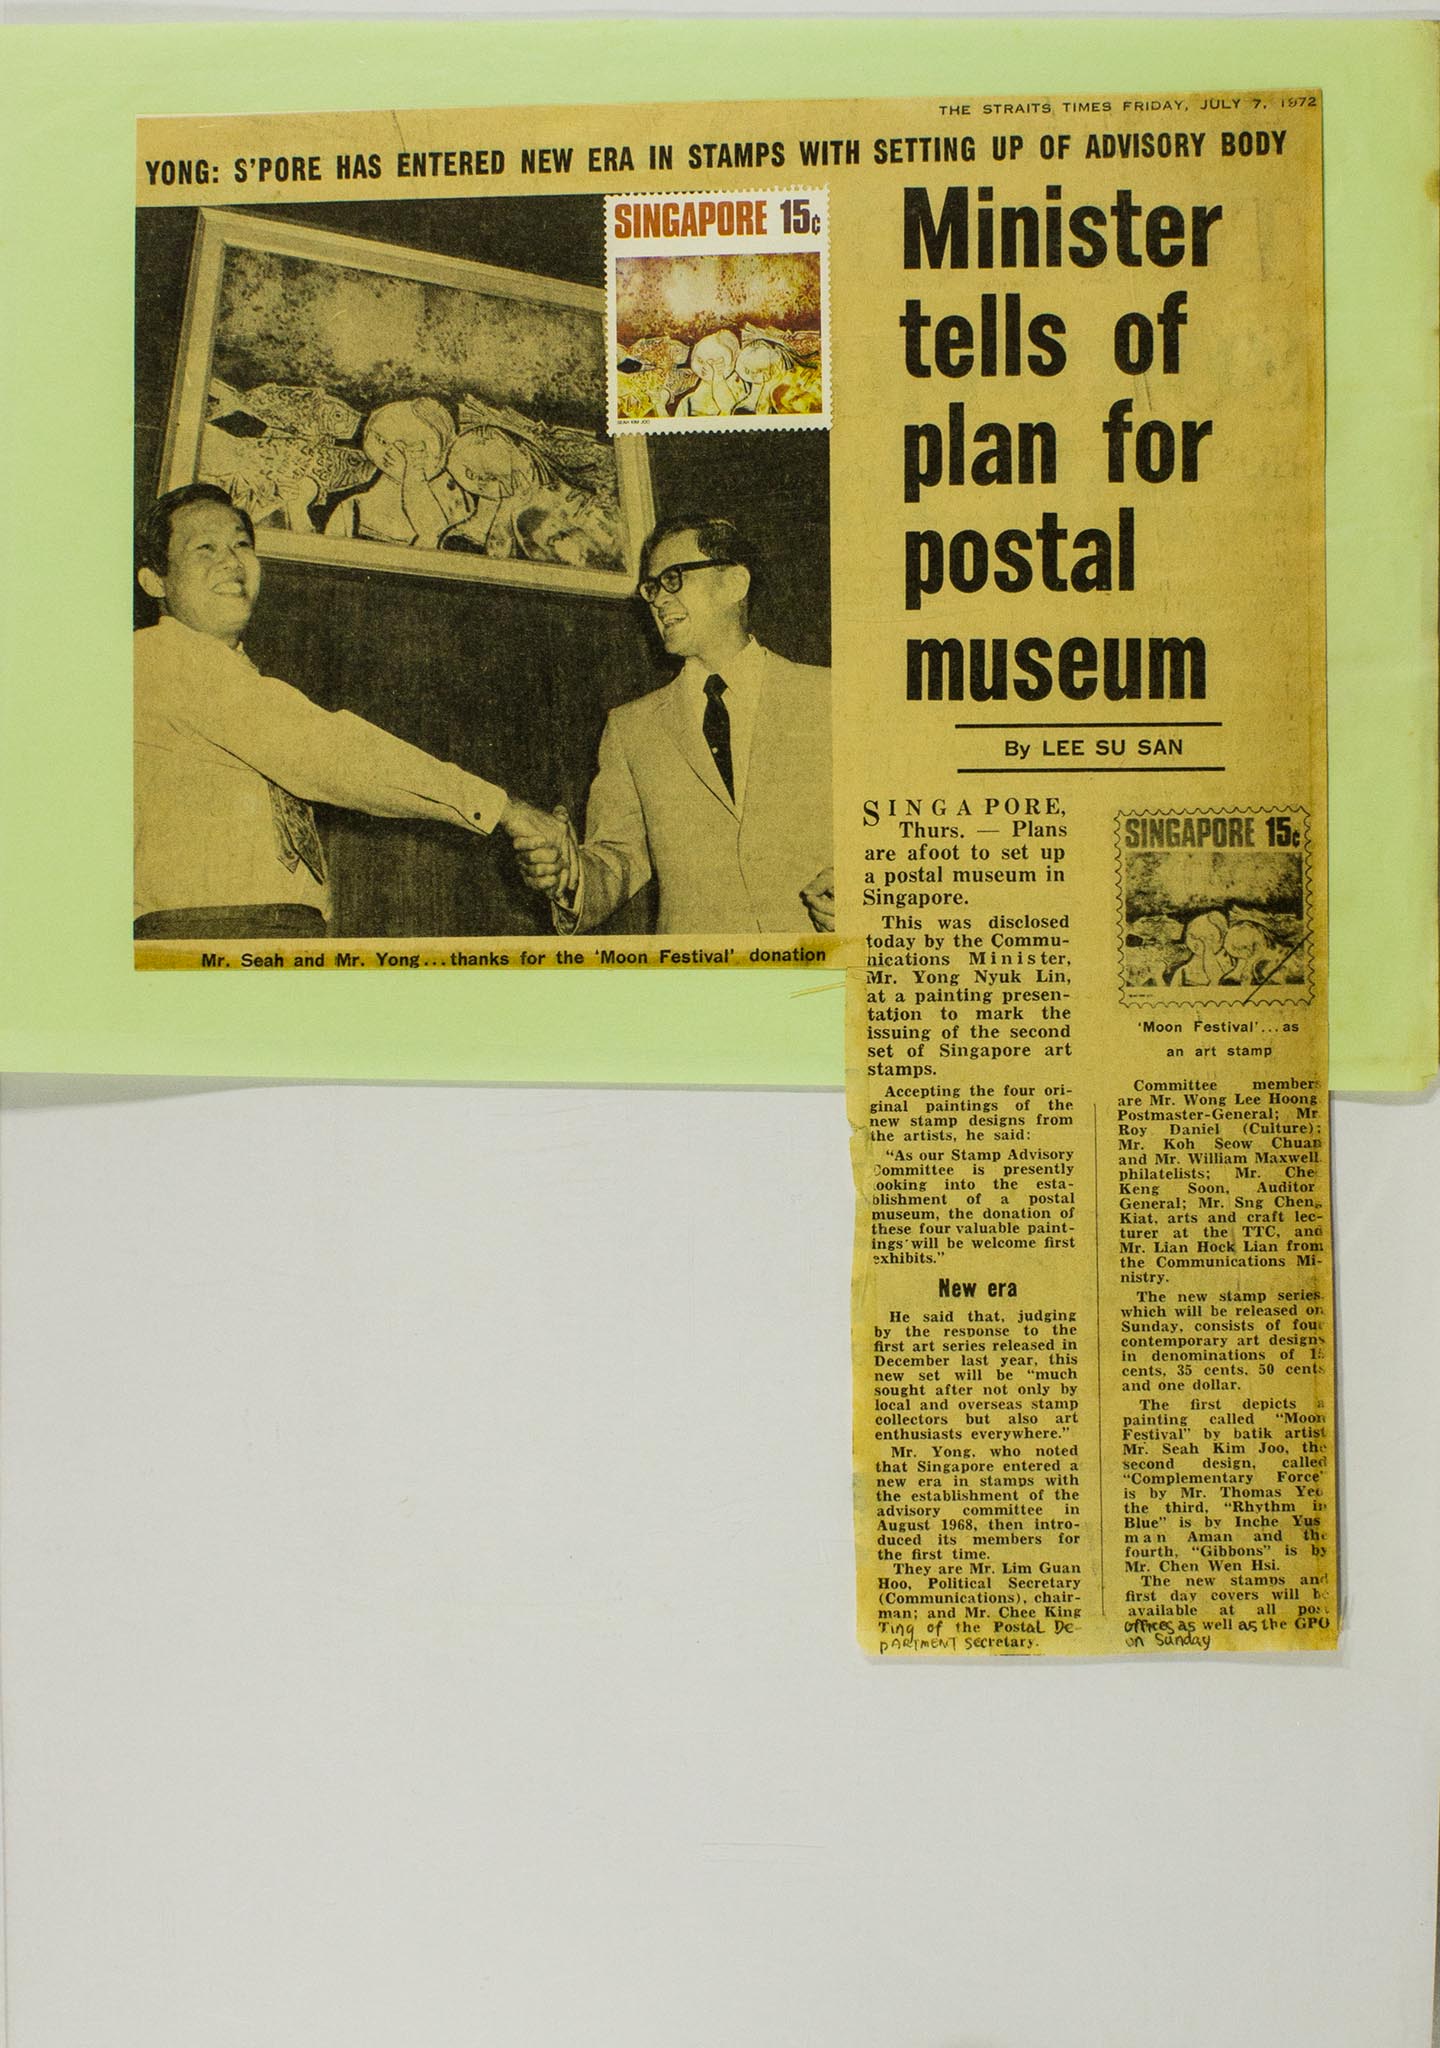 THE STRAITS TIMES FRIDAY, JULY 7, 1972
YONG: S'PORE HAS ENTERED NEW ERA IN STAMPS WITH SETTING UP OF ADVISORY BODY
SINGAPORE 15c
SEAH KIM JOO
Mr. Seah and Mr. Yong...thanks for the 'Moon Festival' donation
Minister
tells of
plan for
postal
museum
By LEE SU SAN
SINGAPORE,
Thurs. — Plans
are afoot to set up
a postal museum in
Singapore.
This was disclosed
today by the Commu-
nications Minister,
Mr. Yong Nyuk Lin,
at a painting presen-
tation to mark the
issuing of the second
set of Singapore art
stamps.
Accepting the four ori-
ginal paintings of the
new stamp designs from
the artists, he said:
"As our Stamp Advisory
Committee is presently
looking into the esta-
blishment of a postal
museum, the donation of
these four valuable paint-
ings will be welcome first
exhibits."
New era
He said that, judging
by the response to the
first art series released in
December last year, this
new set will be "much
sought after not only by
local and overseas stamp
collectors but also art
enthusiasts everywhere."
Mr. Yong, who noted
that Singapore entered a
new era in stamps with
the establishment of the
advisory committee in
August 1968, then intro-
duced its members for
the first time.
They are Mr. Lim Guan
Hoo, Political Secretary
(Communications), chair-
man; and Mr. Chee King
Ting of the Postal De-
pARTMENT secretary.
SINGAPORE 15c
'Moon Festival'...as
an art stamp
Committee members
are Mr. Wong Lee Hoong
Postmaster-General; Mr
Roy Daniel (Culture);
Mr. Koh Seow Chuan
and Mr. William Maxwell
philatelists; Mr. Che
Keng Soon, Auditor
General; Mr. Sng Cheng
Kiat, arts and craft lec-
turer at the TTC, and
Mr. Lian Hock Lian from
the Communications Mi-
nistry.
The new stamp series
which will be released on
Sunday, consists of four
contemporary art designs
in denominations of 15
cents, 35 cents, 50 cents
and one dollar.
The first depicts a
painting called "Moon
Festival" by batik artist
Mr. Seah Kim Joo, the
second design, called
"Complementary Force"
is by Mr. Thomas Yeo
the third, "Rhythm in
Blue" is by Inche Yus
man Aman and the
fourth, "Gibbons" is by
Mr. Chen Wen Hsi.
The new stamps and
first day covers will be
available at all post
offices as well as the GPO
on Sunday